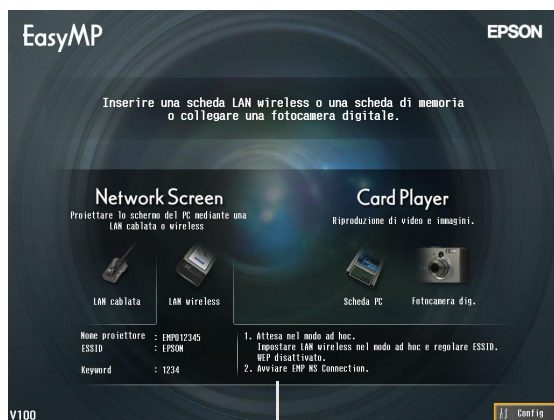 EasyMP
EPSON
Inserire una scheda LAN wireless o una scheda di memoria
o collegare una fotocamera digitale.
Network Screen
Proiettare lo schermo del PC mediante una
LAN cablata o wireless
LAN cablata
LAN wireless
Card Player
Riproduzione di video e immagini.
Scheda PC
Fotocamera dig.
Nome proiettore : EMP012345
ESSID : EPSON
Keyword : 1234
1. Attesa nel modo ad hoc.
Impostare LAN wireless nel modo ad hoc e regolare ESSID.
WEP disattivato.
2. Avviare EMP NS Connection.
V100
Config